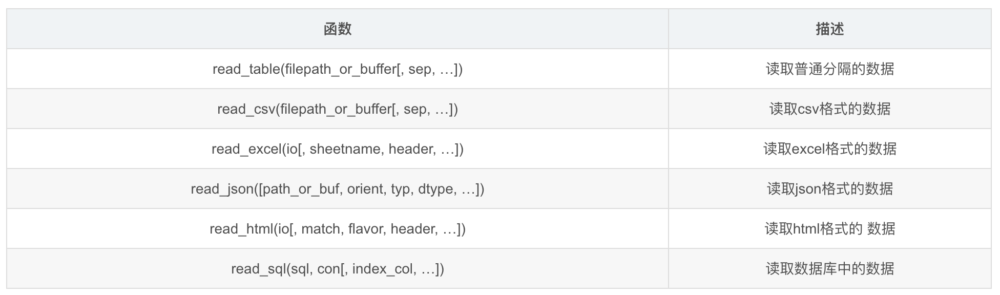 函数 描述
read_table(filepath_or_buffer[, sep, …]) 读取普通分隔的数据
read_csv(filepath_or_buffer[, sep, …]) 读取csv格式的数据
read_excel(io[, sheetname, header, …]) 读取excel格式的数据
read_json([path_or_buf, orient, typ, dtype, …]) 读取json格式的数据
read_html(io[, match, flavor, header, …]) 读取html格式的 数据
read_sql(sql, con[, index_col, …]) 读取数据库中的数据